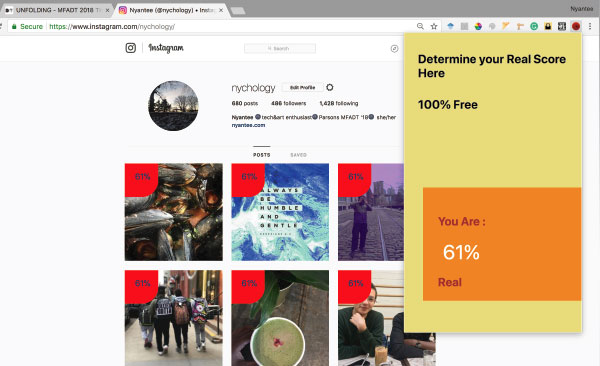 UNFOLDING - MFADT 2018 Th
Nyantee (@nychology) • Insta
Nyantee
Secure https://www.instagram.com/nychology/
Instagram
Search
nychology Edit Profile
680 posts 486 followers 1,429 following
Nyantee tech&art enthusiast Parsons MFADT '18 she/her
nyantee.com
POSTS SAVED
61%
61%
61%
ALWAYS
BE
HUMBLE
AND
GENTLE
61%
61%
61%
Determine your Real Score
Here
100% Free
You Are :
61%
Real